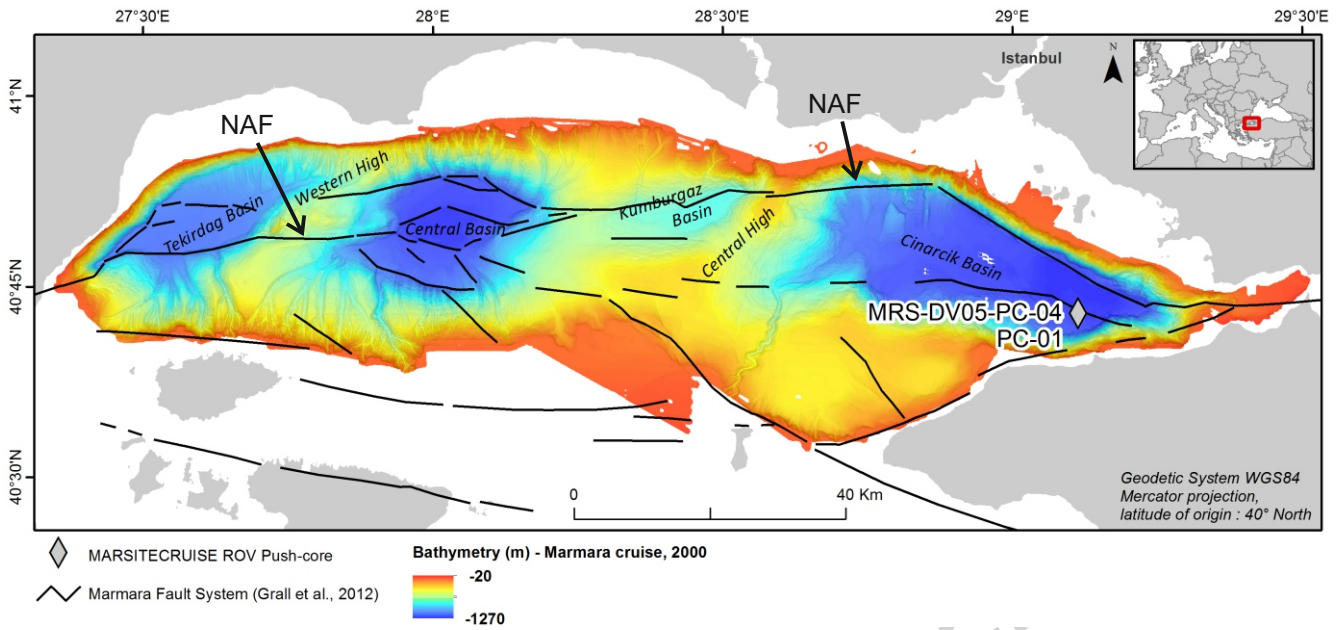 27°30'E
28°E
28°30'E
29°E
29°30'E
Istanbul
N
41°N
NAF
NAF
Western High
Tekirdag Basin
Central Basin
Kumburgaz
Basin
Central High
Cinarcik Basin
40°45'N
MRS-DV05-PC-04
PC-01
40°30'N
0
40 Km
Geodetic System WGS84
Mercator projection,
latitude of origin : 40° North
MARSITECRUISE ROV Push-core
Marmara Fault System (Grall et al., 2012)
Bathymetry (m) - Marmara cruise, 2000
-20
-1270